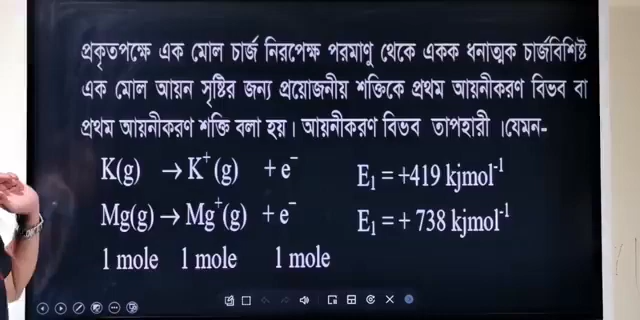 প্রকৃতপক্ষে এক মোল চার্জ নিরপেক্ষ পরমাণু থেকে একক ধনাত্মক চার্জবিশিষ্ট
এক মোল আয়ন সৃষ্টির জন্য প্রয়োজনীয় শক্তিকে প্রথম আয়নীকরণ বিভব বা
প্রথম আয়নীকরণ শক্তি বলা হয়। আয়নীকরণ বিভব তাপহারী ।যেমন-
K(g) → K⁺(g) + e⁻ E₁ = +419 kjmol⁻¹
Mg(g) → Mg⁺(g) + e⁻ E₁ = + 738 kjmol⁻¹
1 mole 1 mole 1 mole